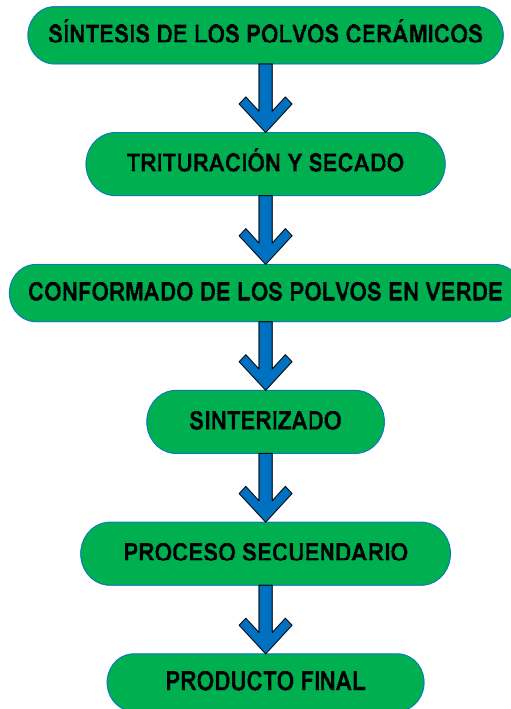 SÍNTESIS DE LOS POLVOS CERÁMICOS
TRITURACIÓN Y SECADO
CONFORMADO DE LOS POLVOS EN VERDE
SINTERIZADO
PROCESO SECUENDARIO
PRODUCTO FINAL